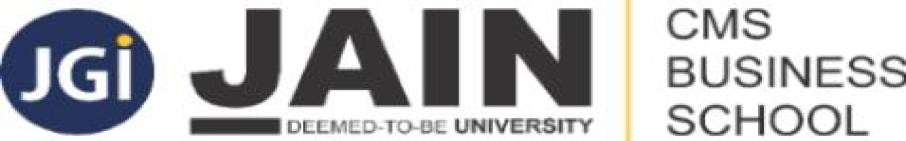 JGi
JAIN
DEEMED-TO-BE UNIVERSITY
CMS
BUSINESS
SCHOOL